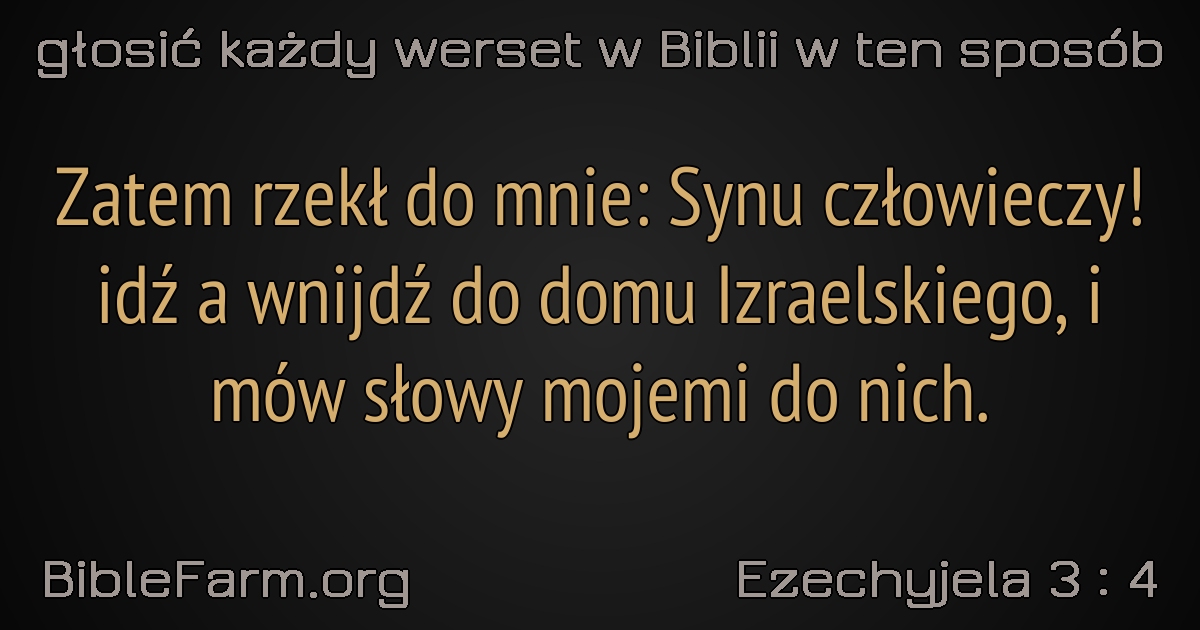 głosić każdy werset w Biblii w ten sposób
Zatem rzekł do mnie: Synu człowieczy!
idź a wnijdź do domu Izraelskiego, i
mów słowy mojemi do nich.
BibleFarm.org
Ezechyjela 3 : 4